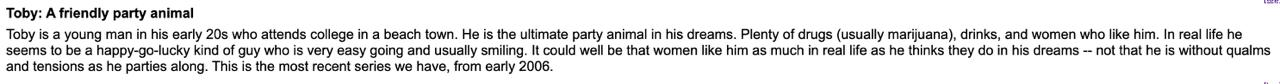 Toby: A friendly party animal
Toby is a young man in his early 20s who attends college in a beach town. He is the ultimate party animal in his dreams. Plenty of drugs (usually marijuana), drinks, and women who like him. In real life he
seems to be a happy-go-lucky kind of guy who is very easy going and usually smiling. It could well be that women like him as much in real life as he thinks they do in his dreams -- not that he is without qualms
and tensions as he parties along. This is the most recent series we have, from early 2006.